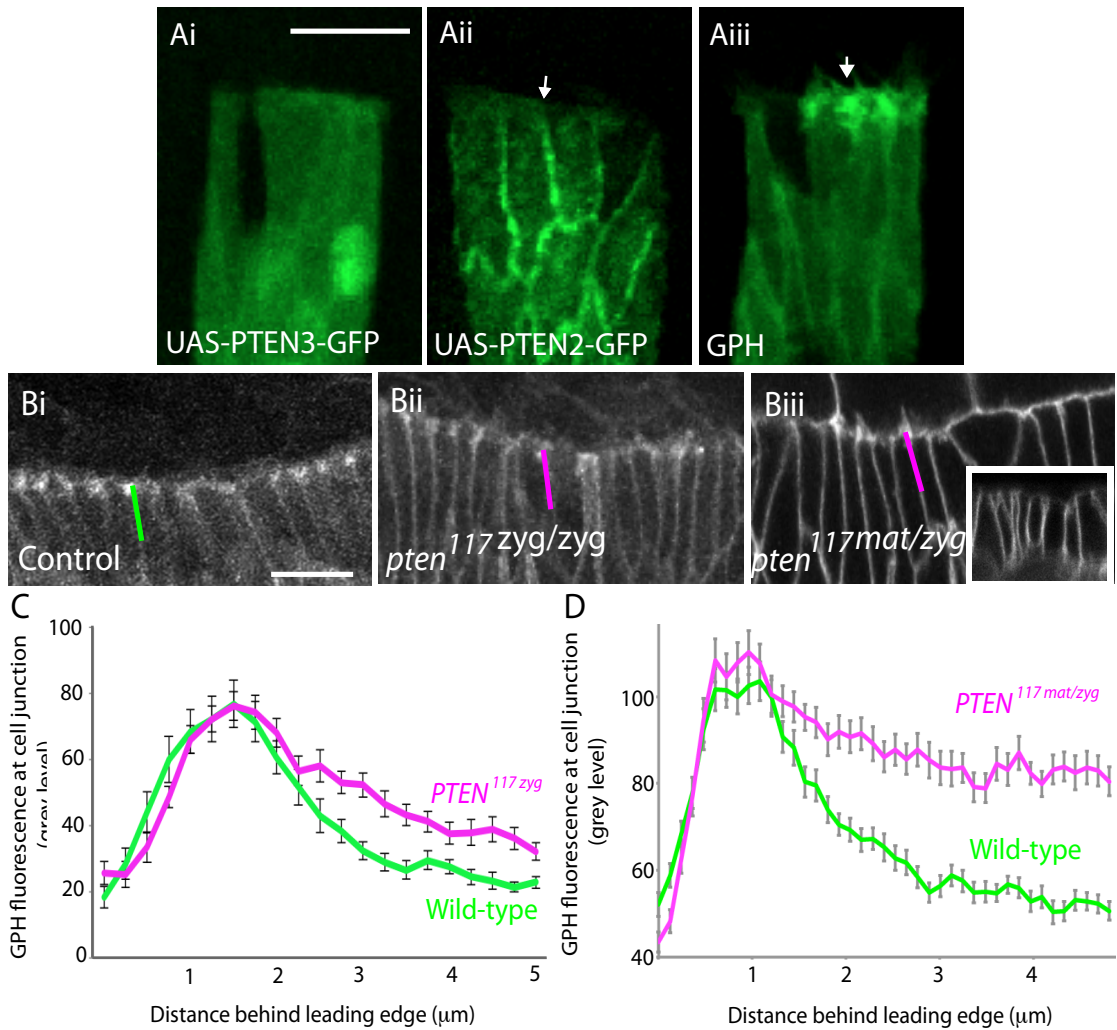 Ai
Aii
Aiii
UAS-PTEN3-GFP
UAS-PTEN2-GFP
GPH
Bi
Bii
Biii
Control
pten117 zyg/zyg
pten117mat/zyg
C
GPH fluorescence at cell junction
(grey level)
100
80
60
40
20
0
PTEN117 zyg
Wild-type
1 2 3 4 5
Distance behind leading edge (μm)
D
GPH fluorescence at cell junction
(grey level)
100
80
60
40
PTEN117 mat/zyg
Wild-type
1 2 3 4
Distance behind leading edge (μm)